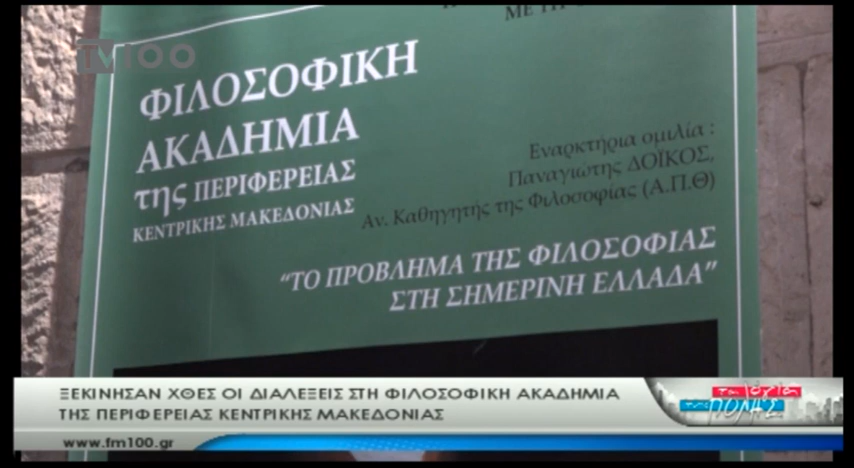 TV100
ΦΙΛΟΣΟΦΙΚΗ
ΑΚΑΔΗΜΙΑ
της ΠΕΡΙΦΕΡΕΙΑΣ
ΚΕΝΤΡΙΚΗΣ ΜΑΚΕΔΟΝΙΑΣ
Εναρκτήρια ομιλία :
Παναγιώτης ΔΟΪΚΟΣ,
Αν. Καθηγητής της Φιλοσοφίας (Α.Π.Θ)
“ΤΟ ΠΡΟΒΛΗΜΑ ΤΗΣ ΦΙΛΟΣΟΦΙΑΣ
ΣΤΗ ΣΗΜΕΡΙΝΗ ΕΛΛΑΔΑ”
ΞΕΚΙΝΗΣΑΝ ΧΘΕΣ ΟΙ ΔΙΑΛΕΞΕΙΣ ΣΤΗ ΦΙΛΟΣΟΦΙΚΗ ΑΚΑΔΗΜΙΑ
ΤΗΣ ΠΕΡΙΦΕΡΕΙΑΣ ΚΕΝΤΡΙΚΗΣ ΜΑΚΕΔΟΝΙΑΣ
www.fm100.gr